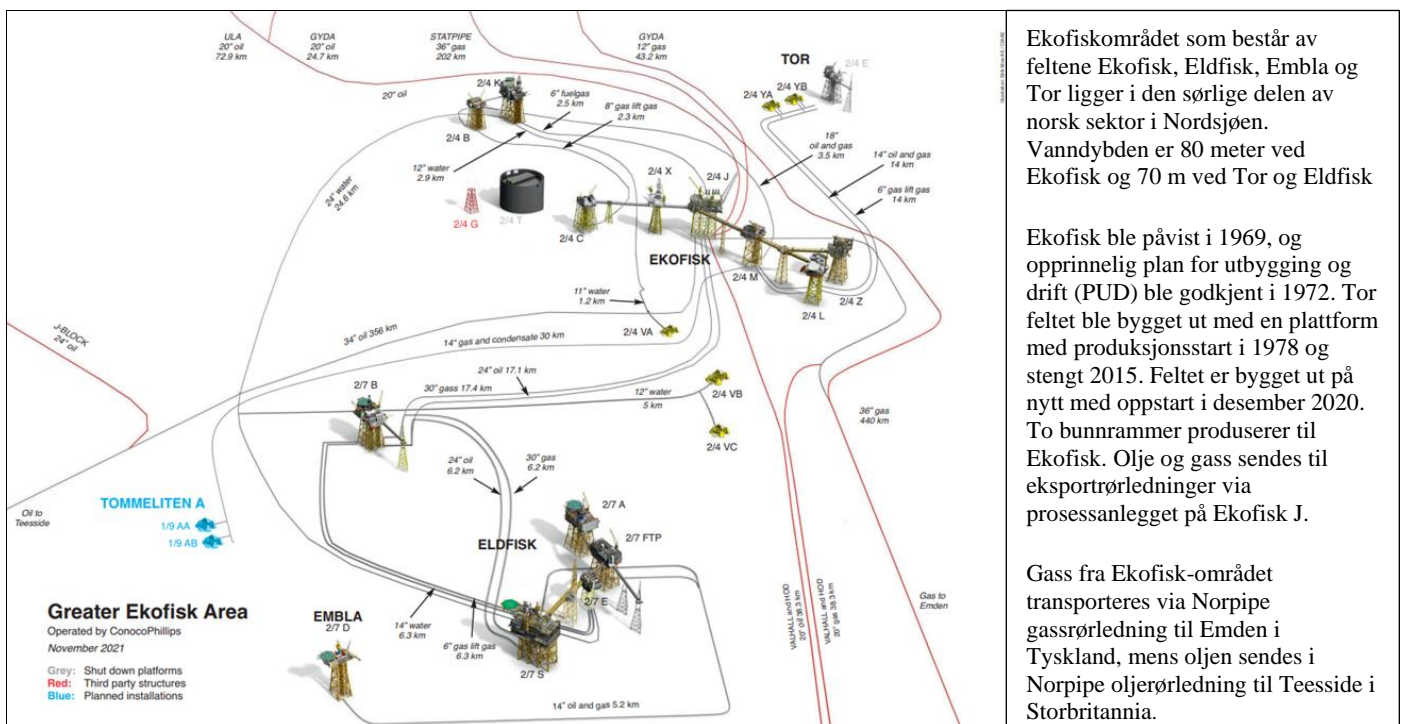 ULA
20" oil
72.9 km
GYDA
20" oil
24.7 km
STATPIPE
36" gas
202 km
GYDA
12" gas
43.2 km
TOR
2/4 E
2/4 YA
2/4 YB
20" oil
2/4 K
6" fuelgas
2.5 km
8" gas lift gas
2.3 km
2/4 B
18"
oil and gas
3.5 km
14" oil and gas
14 km
6" gas lift gas
14 km
12" water
2.9 km
24" water
24.6 km
2/4 X
2/4 J
2/4 G
2/4 T
2/4 C
EKOFISK
2/4 M
2/4 Z
2/4 L
11" water
1.2 km
2/4 VA
J-BLOCK
24" oil
34" oil 356 km
14" gas and condensate 30 km
24" oil 17.1 km
30" gass 17.4 km
2/7 B
12" water
5 km
2/4 VB
2/4 VC
36" gas
440 km
24" oil
6.2 km
30" gas
6.2 km
TOMMELITEN A
1/9 AA
1/9 AB
Oil to
Teesside
2/7 A
ELDFISK
2/7 FTP
2/7 E
Gas to
Emden
VALHALL and HOD
20" oil 38.3 km
VALHALL and HOD
20" gas 38.3 km
Greater Ekofisk Area
Operated by ConocoPhillips
November 2021
Grey: Shut down platforms
Red: Third party structures
Blue: Planned installations
EMBLA
2/7 D
14" water
6.3 km
6" gas lift gas
6.3 km
2/7 S
14" oil and gas 5.2 km
Ekofiskområdet som består av
feltene Ekofisk, Eldfisk, Embla og
Tor ligger i den sørlige delen av
norsk sektor i Nordsjøen.
Vanndybden er 80 meter ved
Ekofisk og 70 m ved Tor og Eldfisk
Ekofisk ble påvist i 1969, og
opprinnelig plan for utbygging og
drift (PUD) ble godkjent i 1972. Tor
feltet ble bygget ut med en plattform
med produksjonsstart i 1978 og
stengt 2015. Feltet er bygget ut på
nytt med oppstart i desember 2020.
To bunnrammer produserer til
Ekofisk. Olje og gass sendes til
eksportrørledninger via
prosessanlegget på Ekofisk J.
Gass fra Ekofisk-området
transporteres via Norpipe
gassrørledning til Emden i
Tyskland, mens oljen sendes i
Norpipe oljerørledning til Teesside i
Storbritannia.